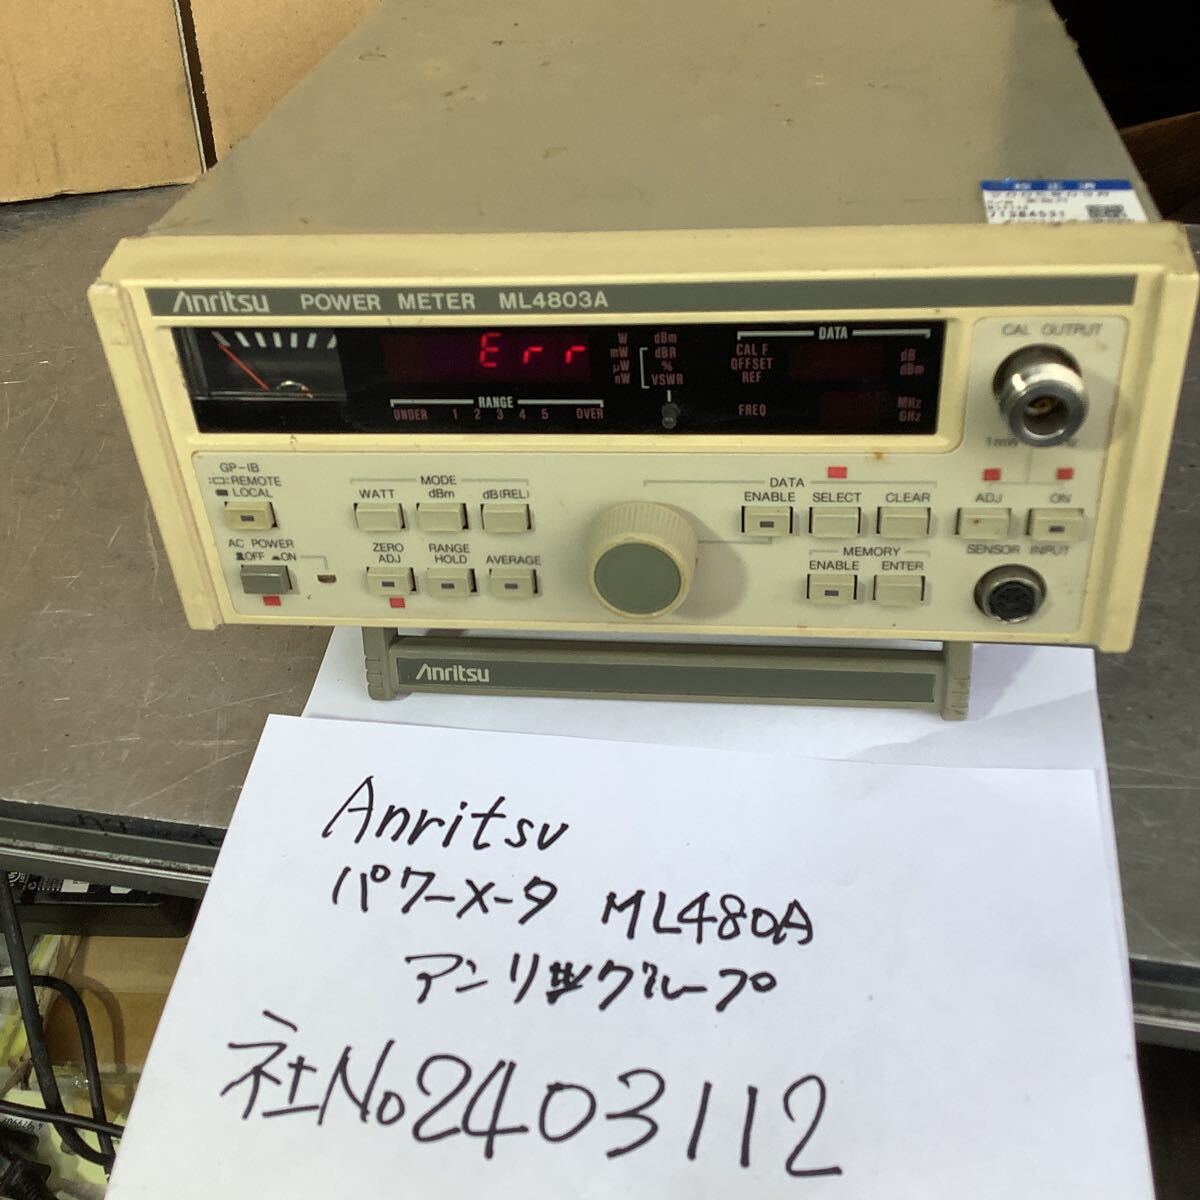 Anritsu POWER METER ML4803A
Err
W
mW
μW
nW
dBm
dBR
%
VSWR
RANGE
UNDER 1 2 3 4 5 OVER
DATA
CAL F
OFFSET
REF
dB
dBm
FREQ
MHz
GHz
CAL OUTPUT
GP-IB
REMOTE
LOCAL
AC POWER
OFF ON
MODE
WATT dBm dB(REL)
ZERO ADJ
RANGE HOLD
AVERAGE
DATA
ENABLE SELECT CLEAR
MEMORY
ENABLE ENTER
ADJ ON
SENSOR INPUT
Anritsu
Anritsu
パワーメータ ML480A
アンリツグループ
社No2403112